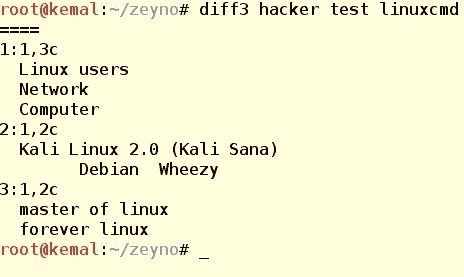 root@kemal:~/zeyno# diff3 hacker test linuxcmd
====
1:1,3c
  Linux users
  Network
  Computer
2:1,2c
  Kali Linux 2.0 (Kali Sana)
        Debian  Wheezy
3:1,2c
  master of linux
  forever linux
root@kemal:~/zeyno# _